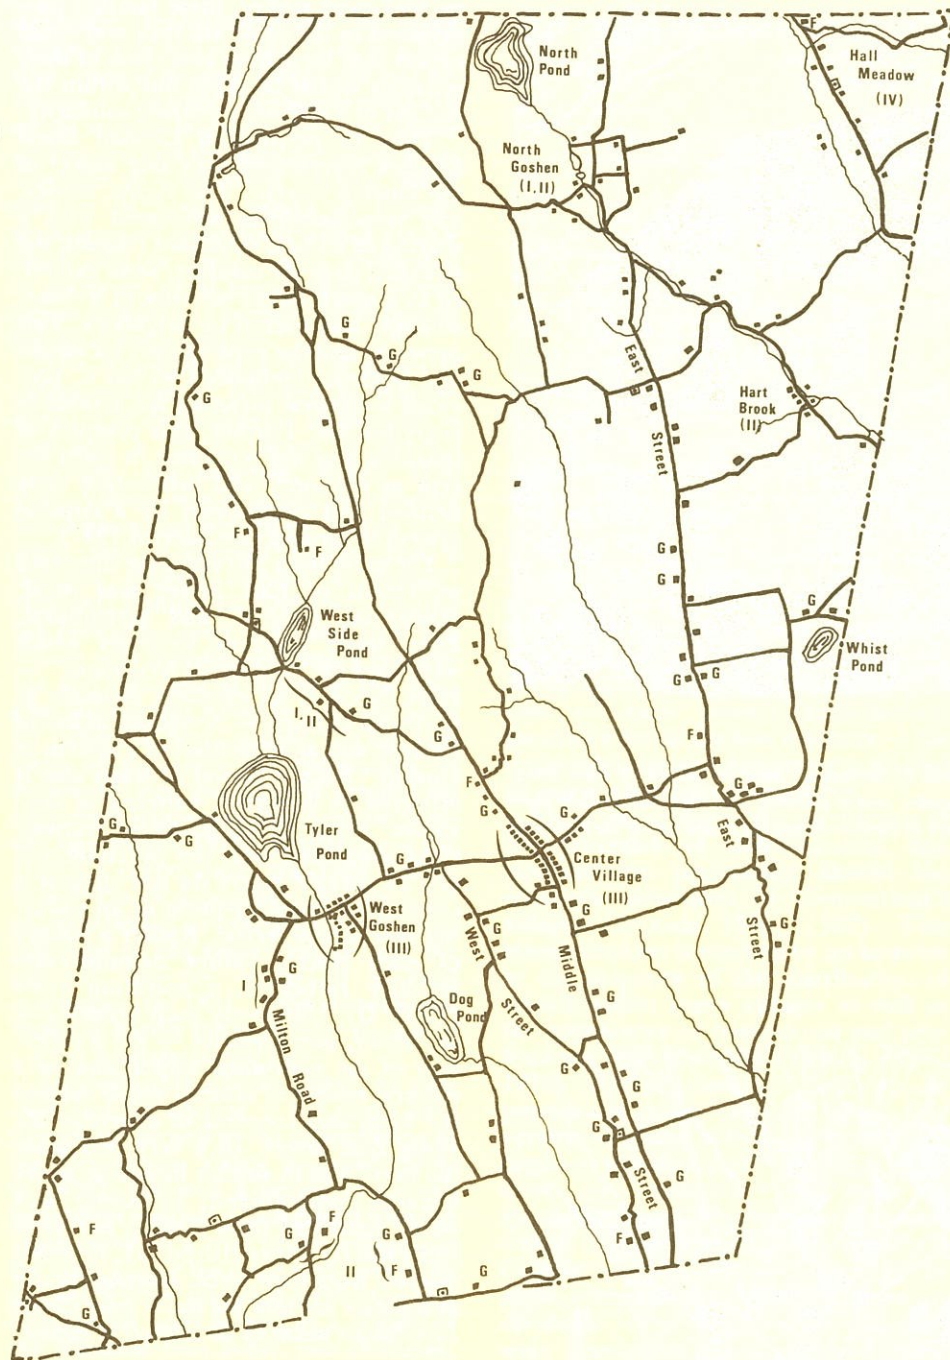 North
Pond
F
Hall
Meadow
(IV)
North
Goshen
(I, II)
G
G
G
G
East
Street
Hart
Brook
(II)
F
F
G
G
G
West
Side
Pond
Whist
Pond
G
G
I, II
G
G
F
F
G
G
G
G
G
Tyler
Pond
G
East
Center
Village
(III)
West
Goshen
(III)
G
G
West
G
Street
G
I
Middle
G
Milton
Road
Dog
Pond
Street
G
G
G
Street
G
F
G
F
G
F
II
F
G
G